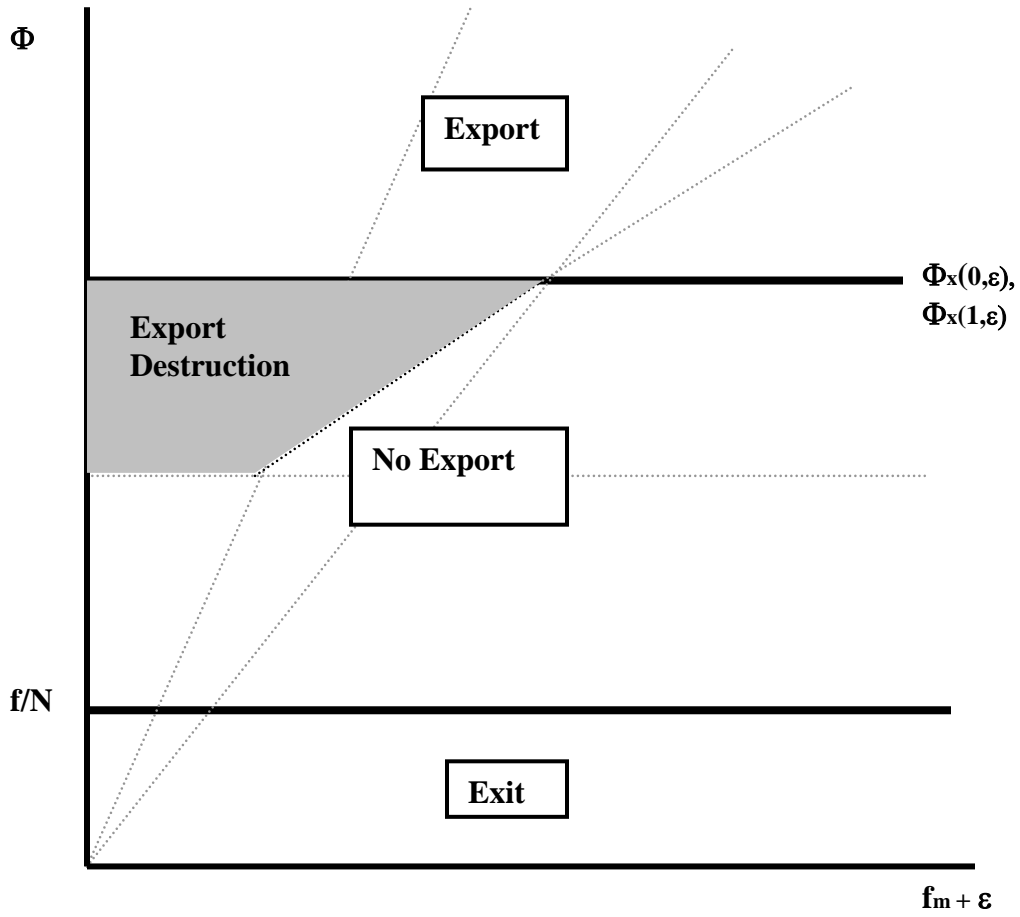 Φ
Export
Φx(0,ε),
Φx(1,ε)
Export
Destruction
No Export
f/N
Exit
fm + ε